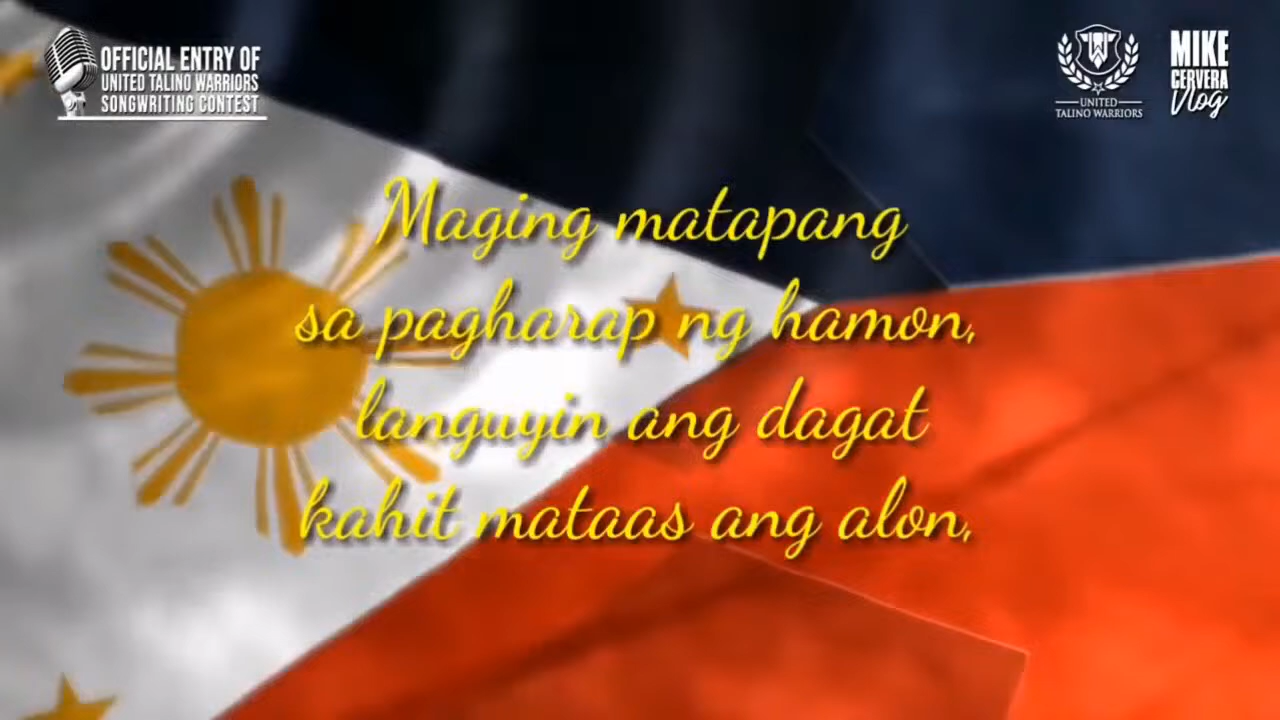 OFFICIAL ENTRY OF
UNITED TALINO WARRIORS
SONGWRITING CONTEST
UNITED
TALINO WARRIORS
MIKE
CERVERA
Vlog
Maging matapang
sa pagharap ng hamon,
languyin ang dagat
kahit mataas ang alon,